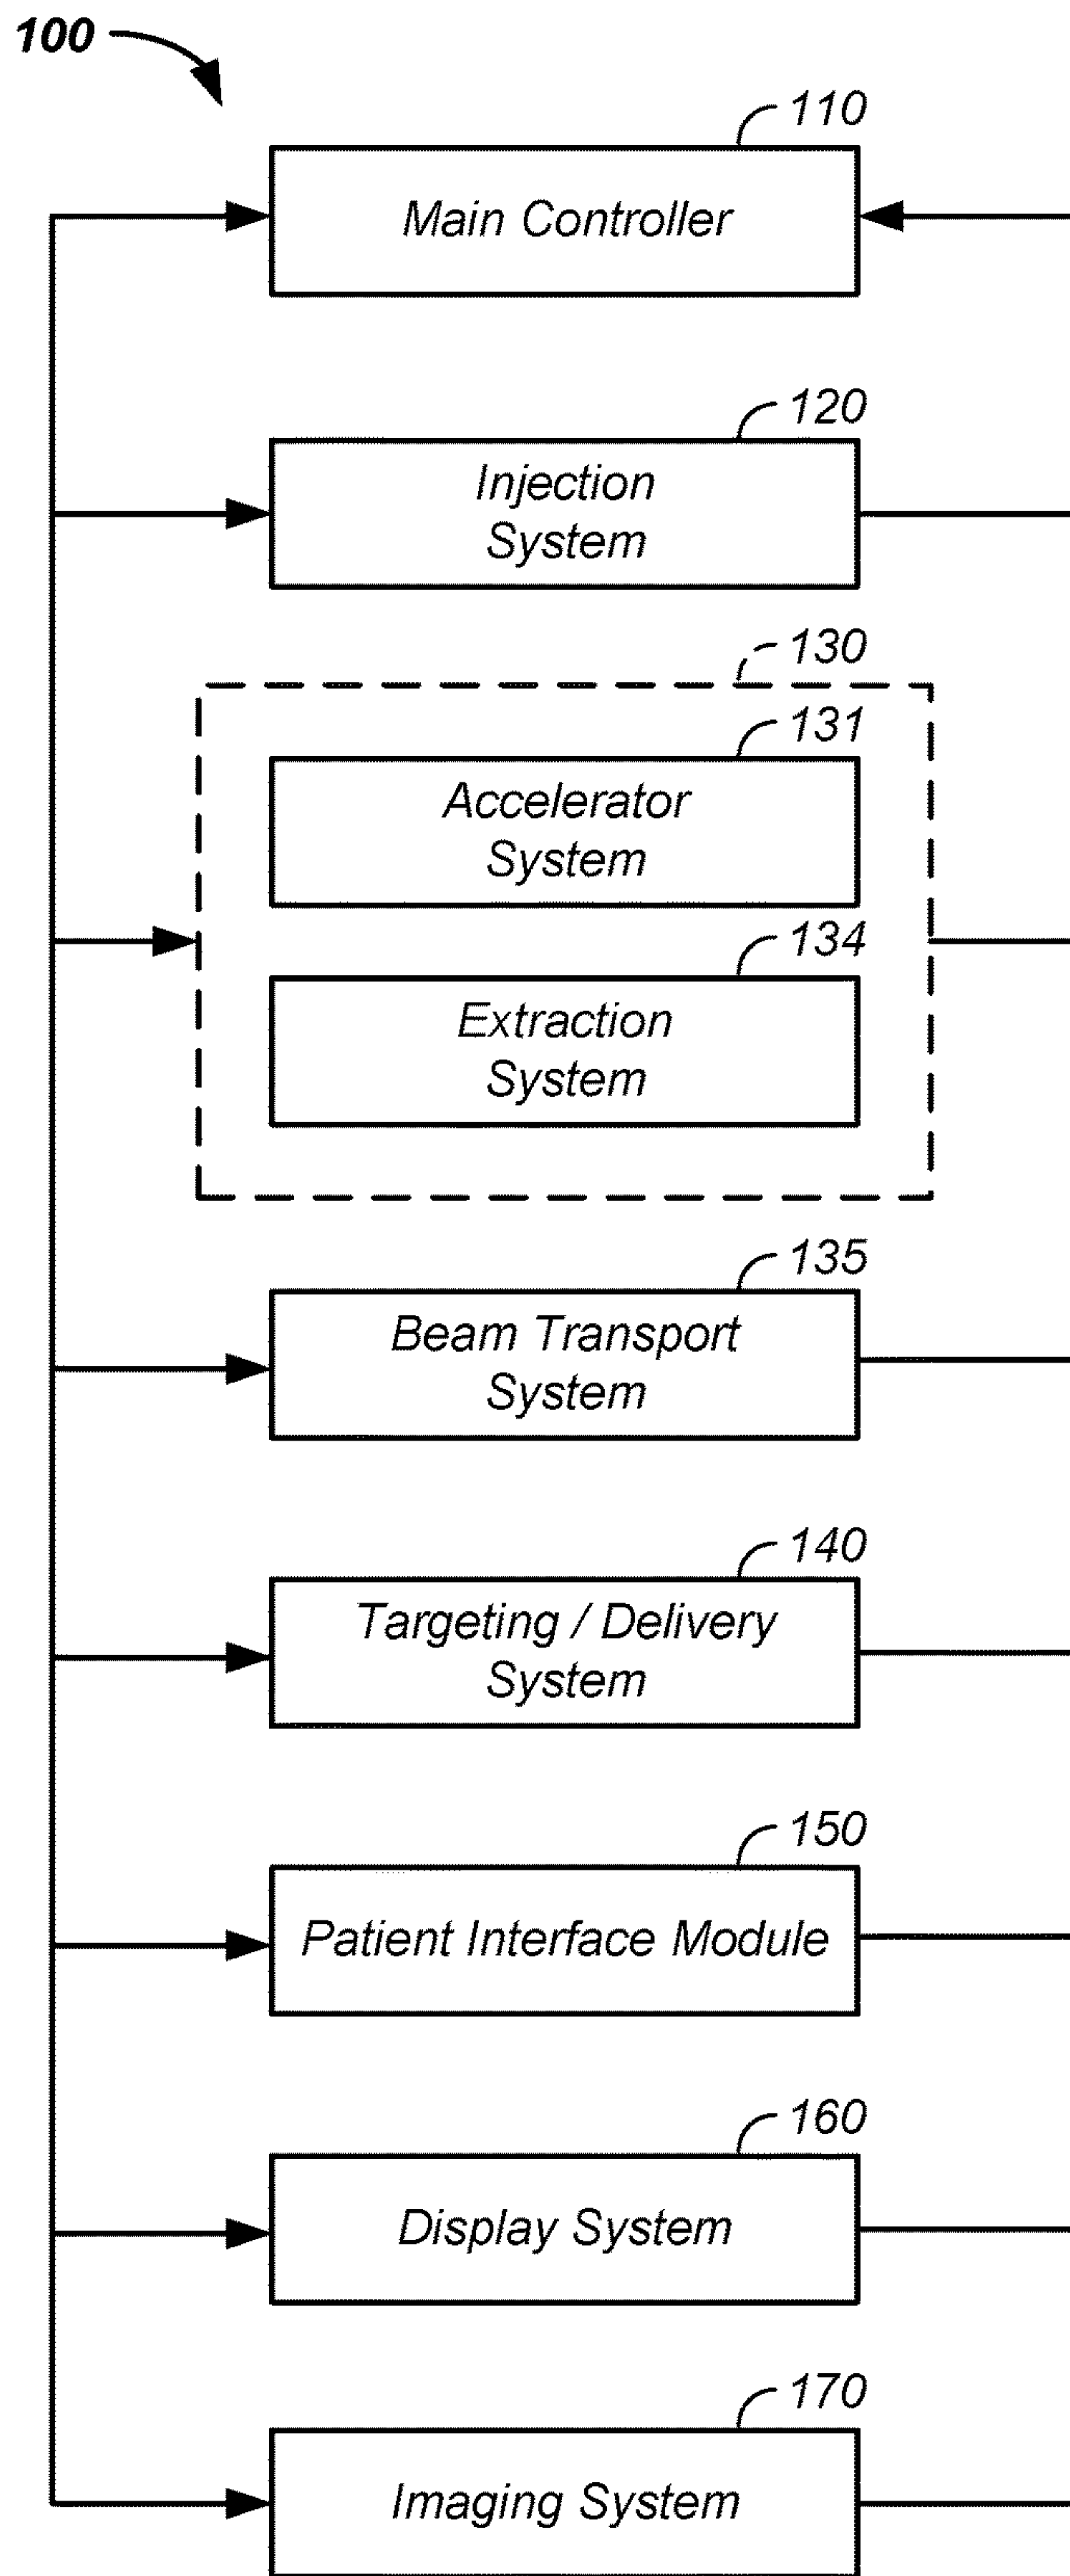 100
110
Main Controller
120
Injection
System
130
131
Accelerator
System
134
Extraction
System
135
Beam Transport
System
140
Targeting / Delivery
System
150
Patient Interface Module
160
Display System
170
Imaging System